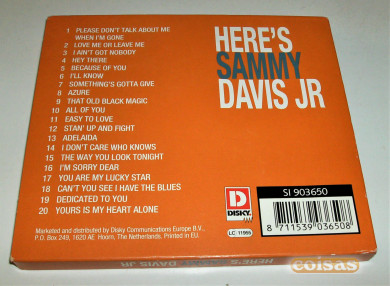 1 PLEASE DON'T TALK ABOUT ME
WHEN I'M GONE
2 LOVE ME OR LEAVE ME
3 I AIN'T GOT NOBODY
4 HEY THERE
5 BECAUSE OF YOU
6 I'LL KNOW
7 SOMETHING'S GOTTA GIVE
8 AZURE
9 THAT OLD BLACK MAGIC
10 ALL OF YOU
11 EASY TO LOVE
12 STAN' UP AND FIGHT
13 ADELAIDA
14 I DON'T CARE WHO KNOWS
15 THE WAY YOU LOOK TONIGHT
16 I'M SORRY DEAR
17 YOU ARE MY LUCKY STAR
18 CAN'T YOU SEE I HAVE THE BLUES
19 DEDICATED TO YOU
20 YOURS IS MY HEART ALONE
Marketed and distributed by Disky Communications Europe B.V.,
P.O. Box 249, 1620 AE Hoorn, The Netherlands. Printed in EU.
HERE'S
SAMMY
DAVIS JR
D
DISKY
LC-11965
SI 903650
8 711539 036508
HERE'S
DAVIS JR
coisas